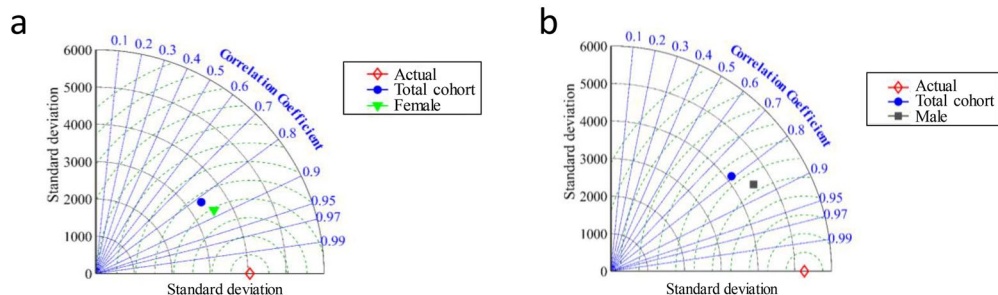 a
6000
5000
4000
3000
2000
1000
0
Standard deviation
0.1
0.2
0.3
0.4
0.5
0.6
0.7
0.8
0.9
0.95
0.97
0.99
Correlation Coefficient
Standard deviation
Actual
Total cohort
Female
b
6000
5000
4000
3000
2000
1000
0
Standard deviation
0.1
0.2
0.3
0.4
0.5
0.6
0.7
0.8
0.9
0.95
0.97
0.99
Correlation Coefficient
Standard deviation
Actual
Total cohort
Male